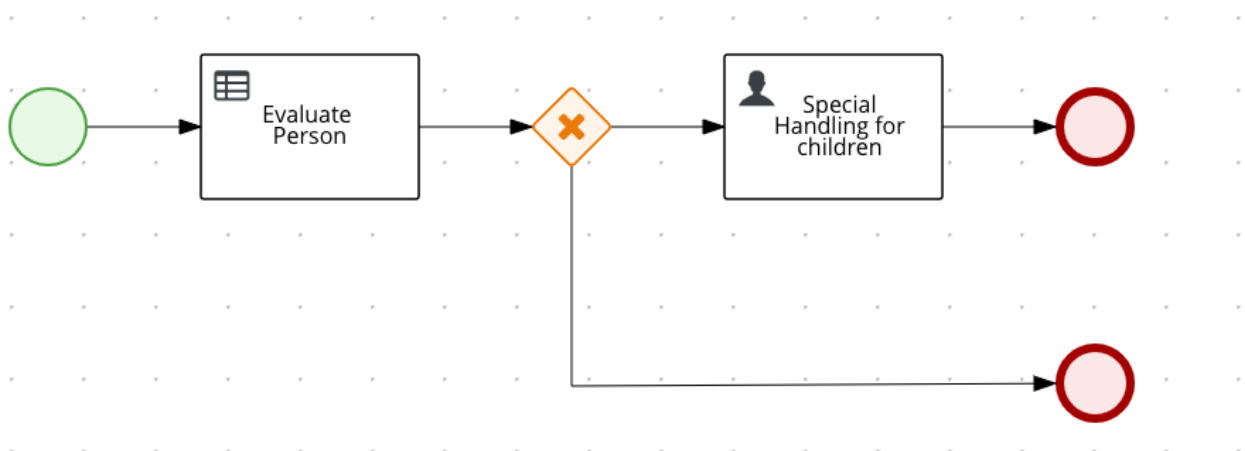 Evaluate
Person
Special
Handling for
children